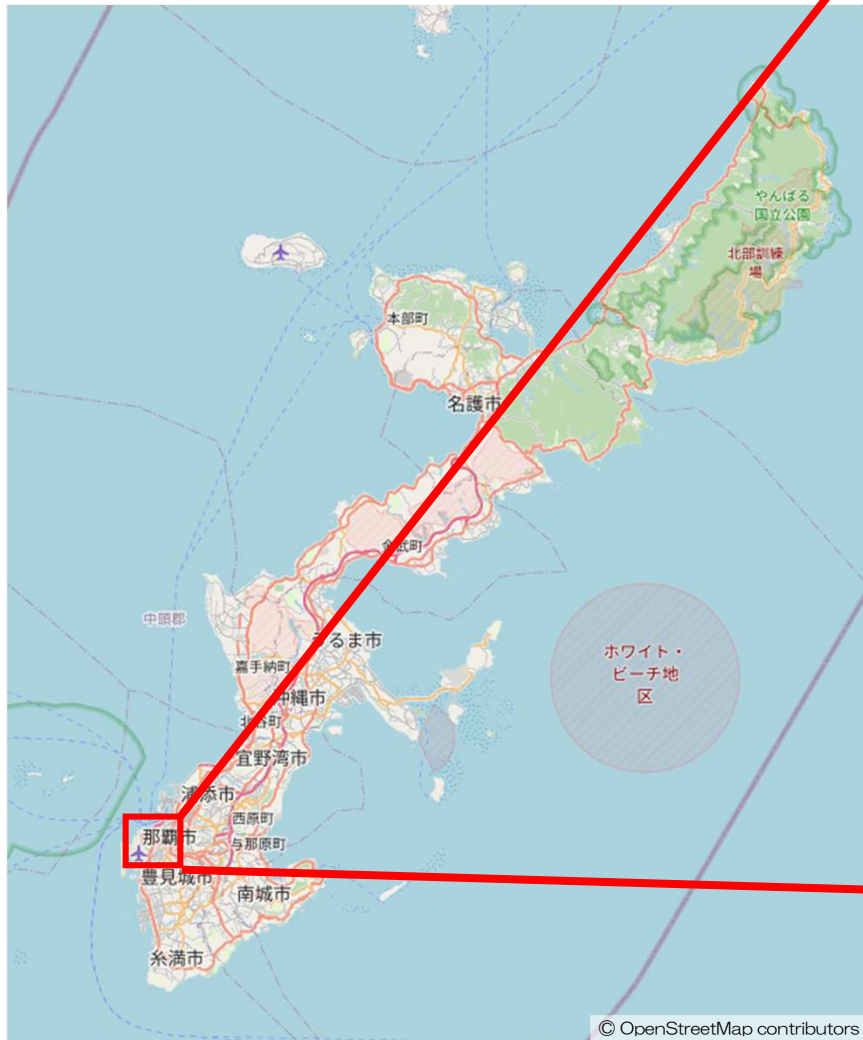 やんばる
国立公園
北部訓練
場
本部町
名護市
金武町
中頭郡
うるま市
嘉手納町
沖縄市
北谷町
ホワイト・
ビーチ地
区
宜野湾市
浦添市
西原町
那覇市
与那原町
豊見城市
南城市
糸満市
© OpenStreetMap contributors